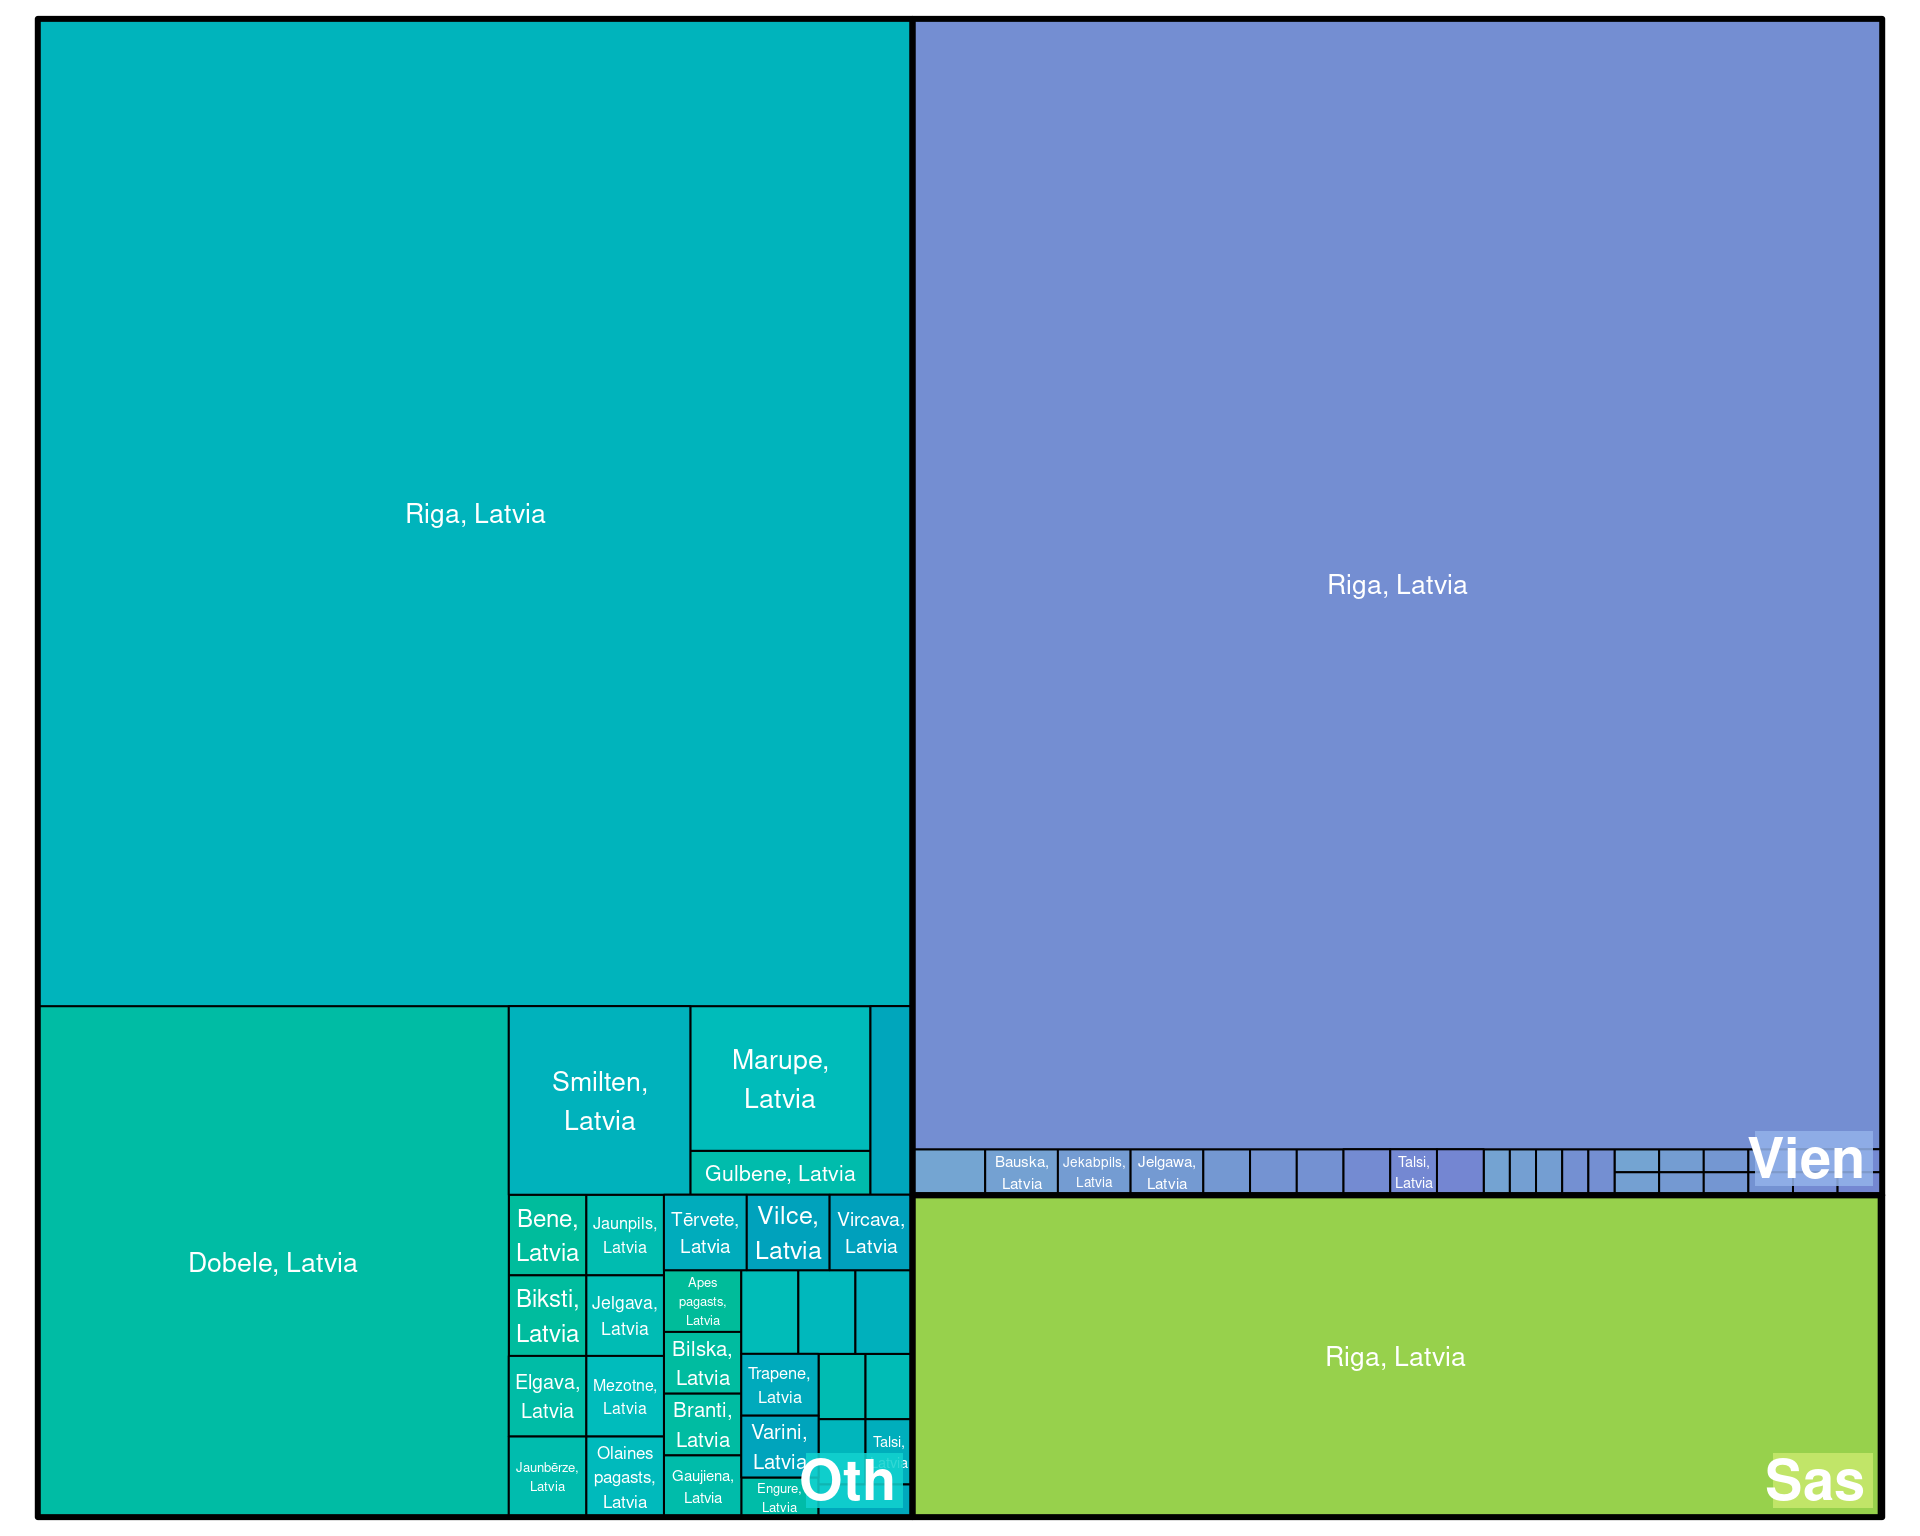 Riga, Latvia
Dobele, Latvia
Smilten,
Latvia
Marupe,
Latvia
Gulbene, Latvia
Bene,
Latvia
Biksti,
Latvia
Elgava,
Latvia
Jaunbērze,
Latvia
Jaunpils,
Latvia
Jelgava,
Latvia
Mezotne,
Latvia
Olaines
pagasts,
Latvia
Tērvete,
Latvia
Vilce,
Latvia
Vircava,
Latvia
Apes
pagasts,
Latvia
Bilska,
Latvia
Branti,
Latvia
Gaujiena,
Latvia
Trapene,
Latvia
Varini,
Latvia
Engure,
Latvia
Talsi,
Latvia
Oth
Riga, Latvia
Bauska,
Latvia
Jekabpils,
Latvia
Jelgawa,
Latvia
Talsi,
Latvia
Vien
Riga, Latvia
Sas